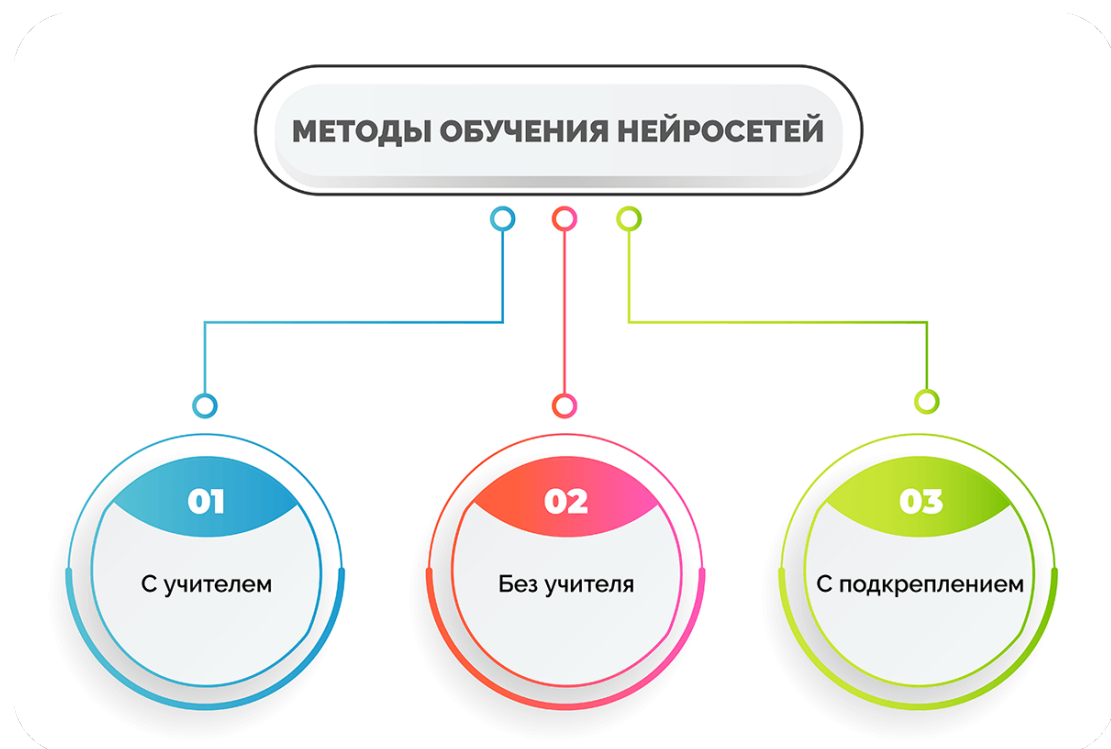 МЕТОДЫ ОБУЧЕНИЯ НЕЙРОСЕТЕЙ
01
С учителем
02
Без учителя
03
С подкреплением